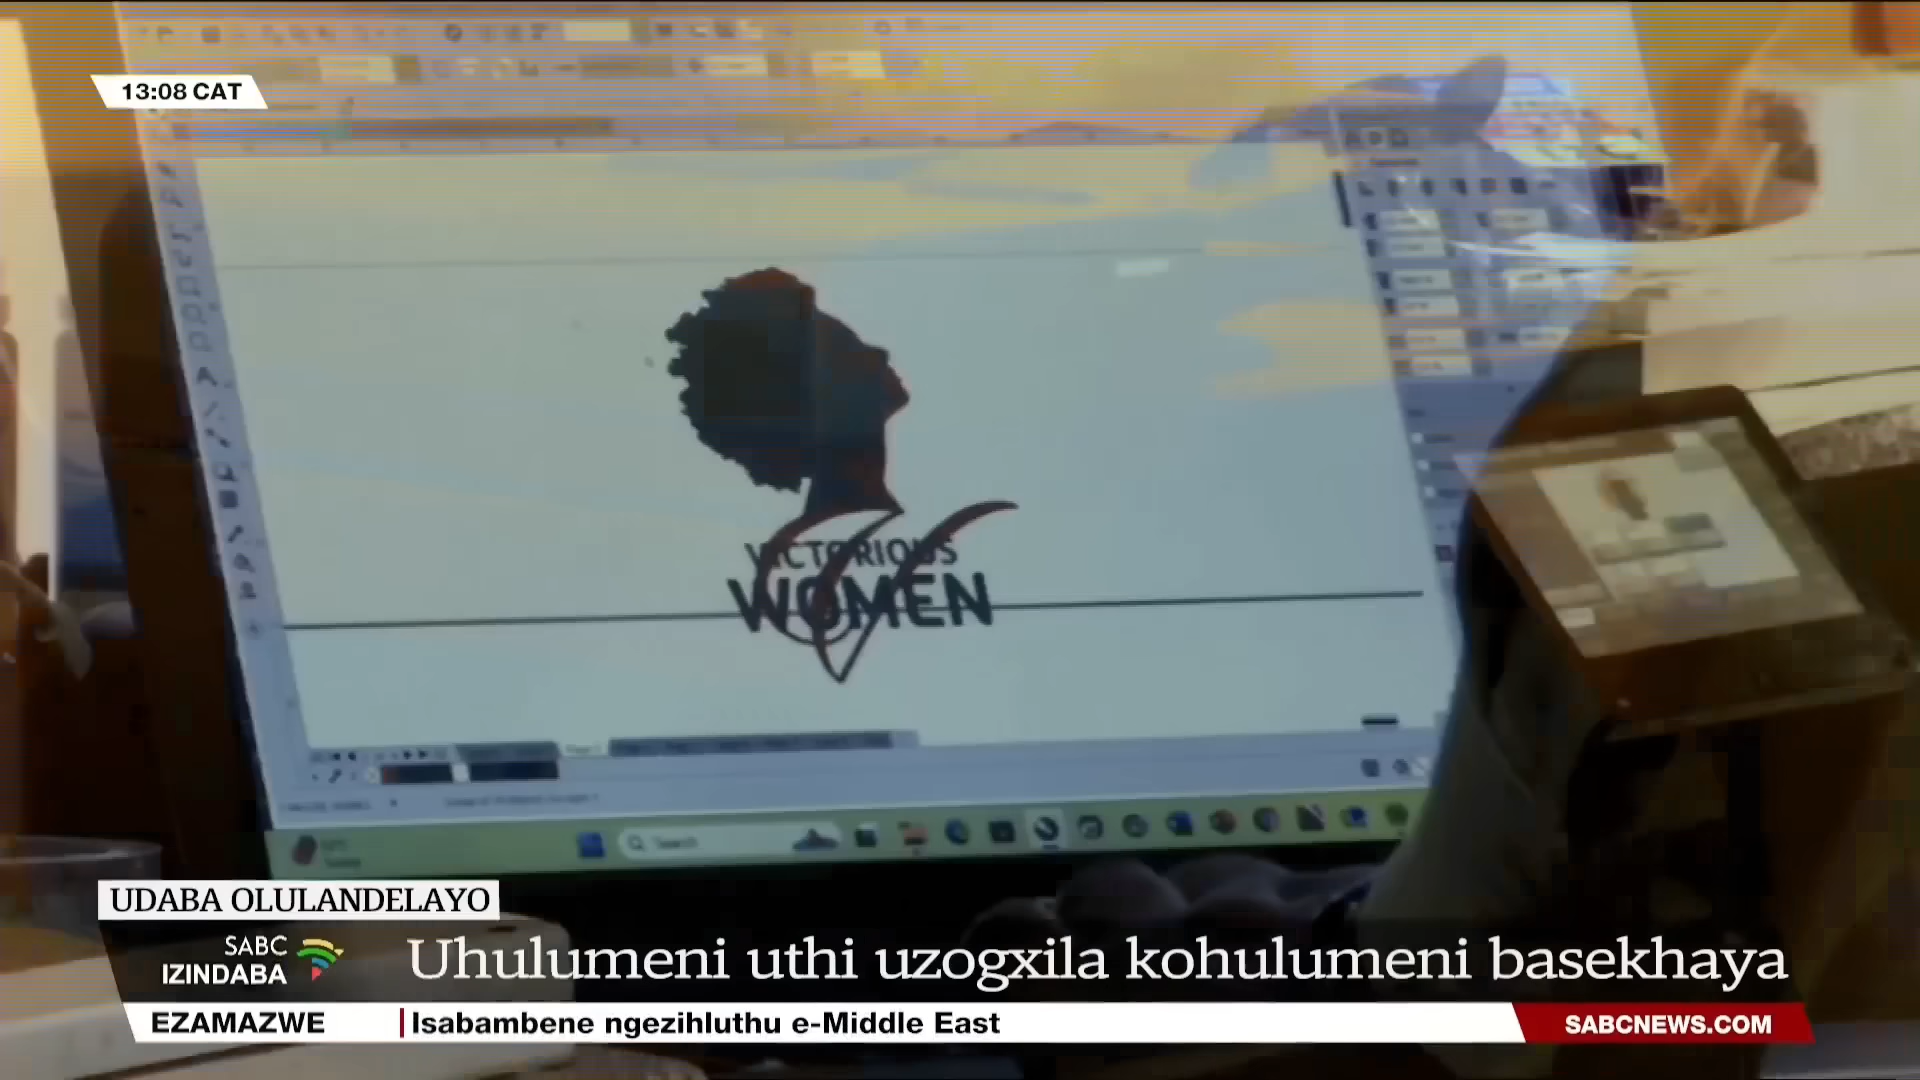 13:08 CAT
VICTORIOUS
WOMEN
Search
UDABA OLULANDELAYO
SABC
IZINDABA
Uhulumeni uthi uzogxila kohulumeni basekhaya
EZAMAZWE
Isabambene ngezihluthu e-Middle East
SABCNEWS.COM